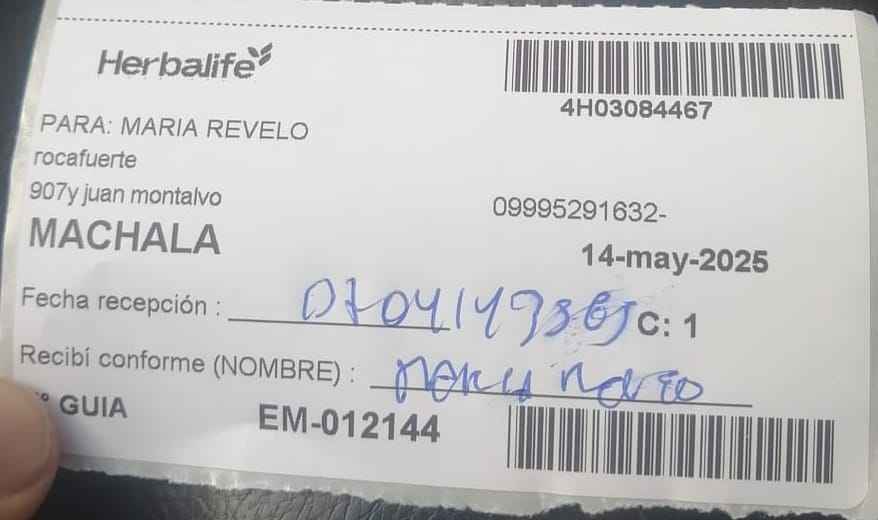 Herbalife
4H03084467
PARA: MARIA REVELO
rocafuerte
907y juan montalvo
09995291632-
MACHALA
14-may-2025
Fecha recepción :
C: 1
Recibí conforme (NOMBRE) :
GUIA EM-012144